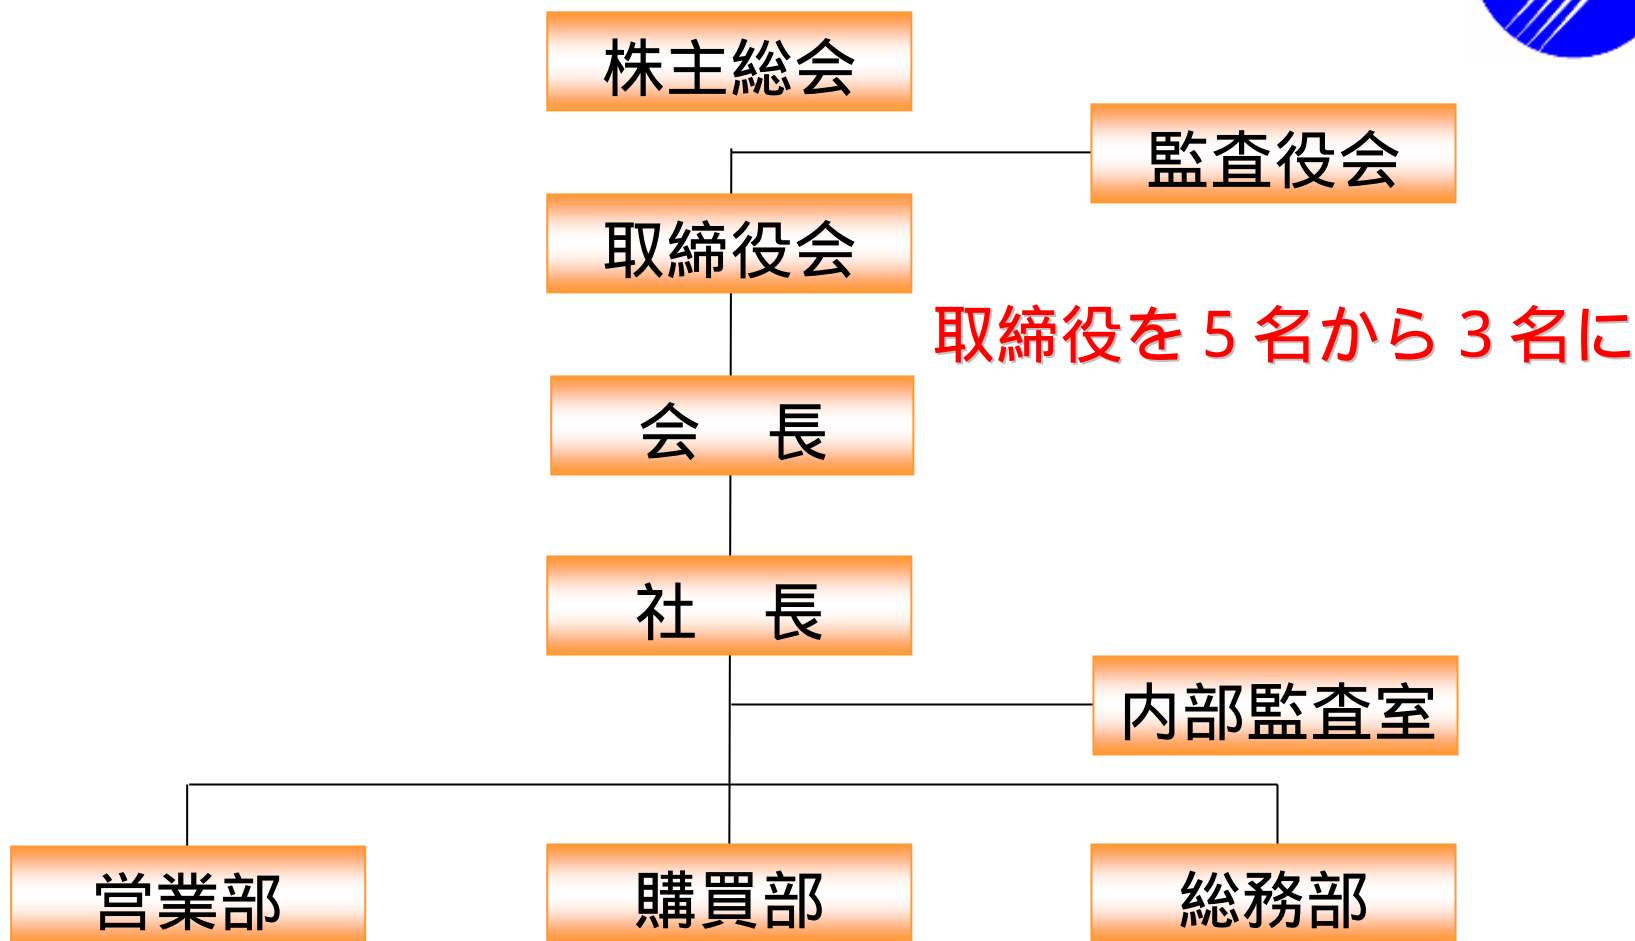 株主総会
監査役会
取締役会
取締役を5名から3名に
会　長
社　長
内部監査室
営業部
購買部
総務部